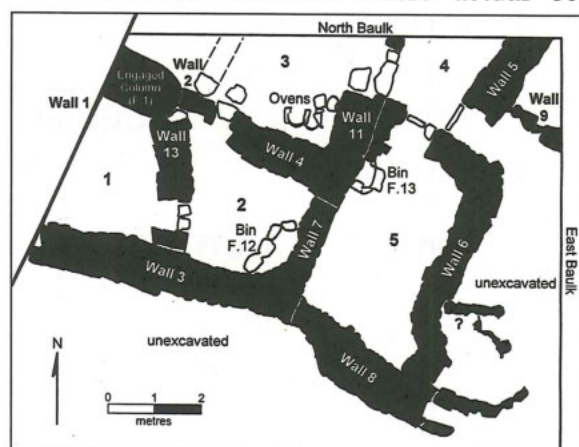 North Baulk
Wall
2
3
4
Wall 5
Engaged
Column
(F.1)
Wall 1
Ovens
Wall
11
Wall
9
Wall
13
Wall 4
Bin
F.13
1
2
Bin
F.12
Wall 7
5
Wall 6
East Baulk
Wall 3
unexcavated
?
N
unexcavated
Wall 8
0 1 2
metres